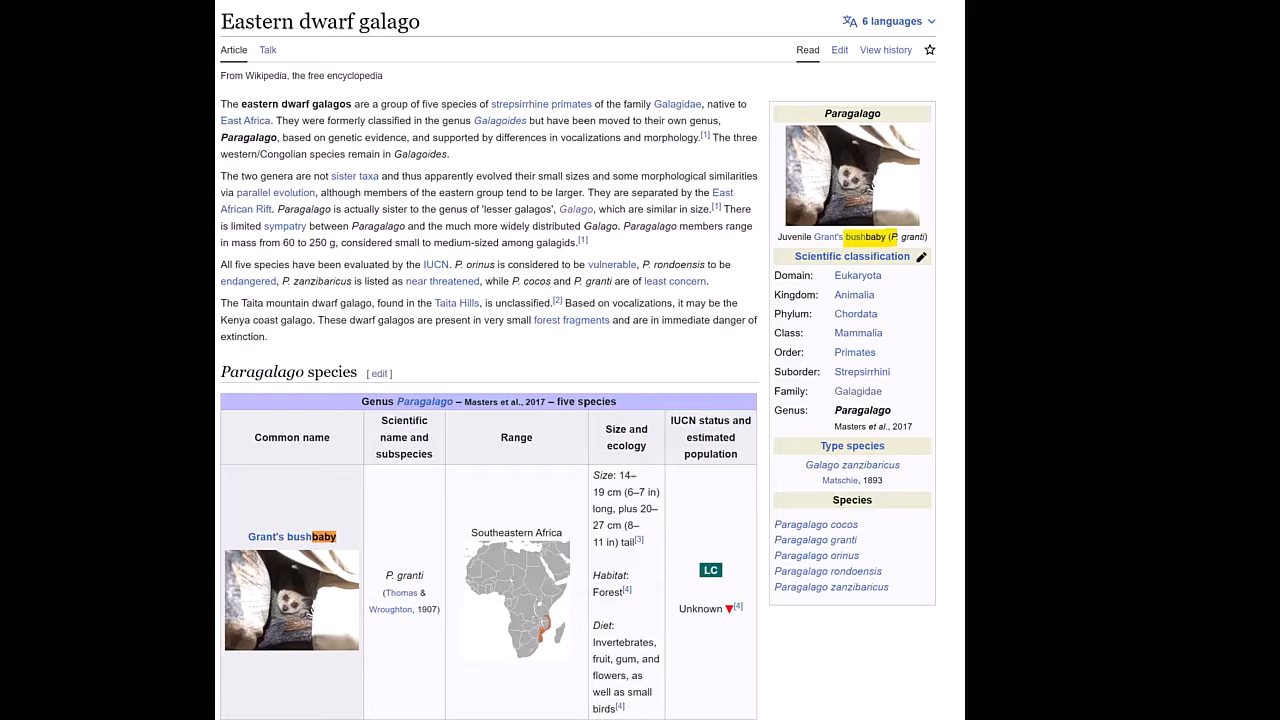 Eastern dwarf galago
6 languages
Article Talk
Read Edit View history
From Wikipedia, the free encyclopedia
The eastern dwarf galagos are a group of five species of strepsirrhine primates of the family Galagidae, native to
East Africa. They were formerly classified in the genus Galagoides but have been moved to their own genus,
Paragalago, based on genetic evidence, and supported by differences in vocalizations and morphology.[1] The three
western/Congolian species remain in Galagoides.
The two genera are not sister taxa and thus apparently evolved their small sizes and some morphological similarities
via parallel evolution, although members of the eastern group tend to be larger. They are separated by the East
African Rift. Paragalago is actually sister to the genus of 'lesser galagos', Galago, which are similar in size.[1] There
is limited sympatry between Paragalago and the much more widely distributed Galago. Paragalago members range
in mass from 60 to 250 g, considered small to medium-sized among galagids.[1]
All five species have been evaluated by the IUCN. P. orinus is considered to be vulnerable, P. rondoensis to be
endangered, P. zanzibaricus is listed as near threatened, while P. cocos and P. granti are of least concern.
The Taita mountain dwarf galago, found in the Taita Hills, is unclassified.[2] Based on vocalizations, it may be the
Kenya coast galago. These dwarf galagos are present in very small forest fragments and are in immediate danger of
extinction.
Paragalago
Juvenile Grant's bushbaby (P. granti)
Scientific classification
Domain: Eukaryota
Kingdom: Animalia
Phylum: Chordata
Class: Mammalia
Order: Primates
Suborder: Strepsirrhini
Family: Galagidae
Genus: Paragalago
Masters et al., 2017
Type species
Galago zanzibaricus
Matschie, 1893
Species
Paragalago cocos
Paragalago granti
Paragalago orinus
Paragalago rondoensis
Paragalago zanzibaricus
Paragalago species [ edit ]
Genus Paragalago – Masters et al., 2017 – five species
Common name
Scientific
name and
subspecies
Range
Size and
ecology
IUCN status and
estimated
population
Grant's bushbaby
P. granti
(Thomas &
Wroughton, 1907)
Southeastern Africa
Size: 14–
19 cm (6–7 in)
long, plus 20–
27 cm (8–
11 in) tail[3]
Habitat:
Forest[4]
Diet:
Invertebrates,
fruit, gum, and
flowers, as
well as small
birds[4]
LC
Unknown ▼[4]